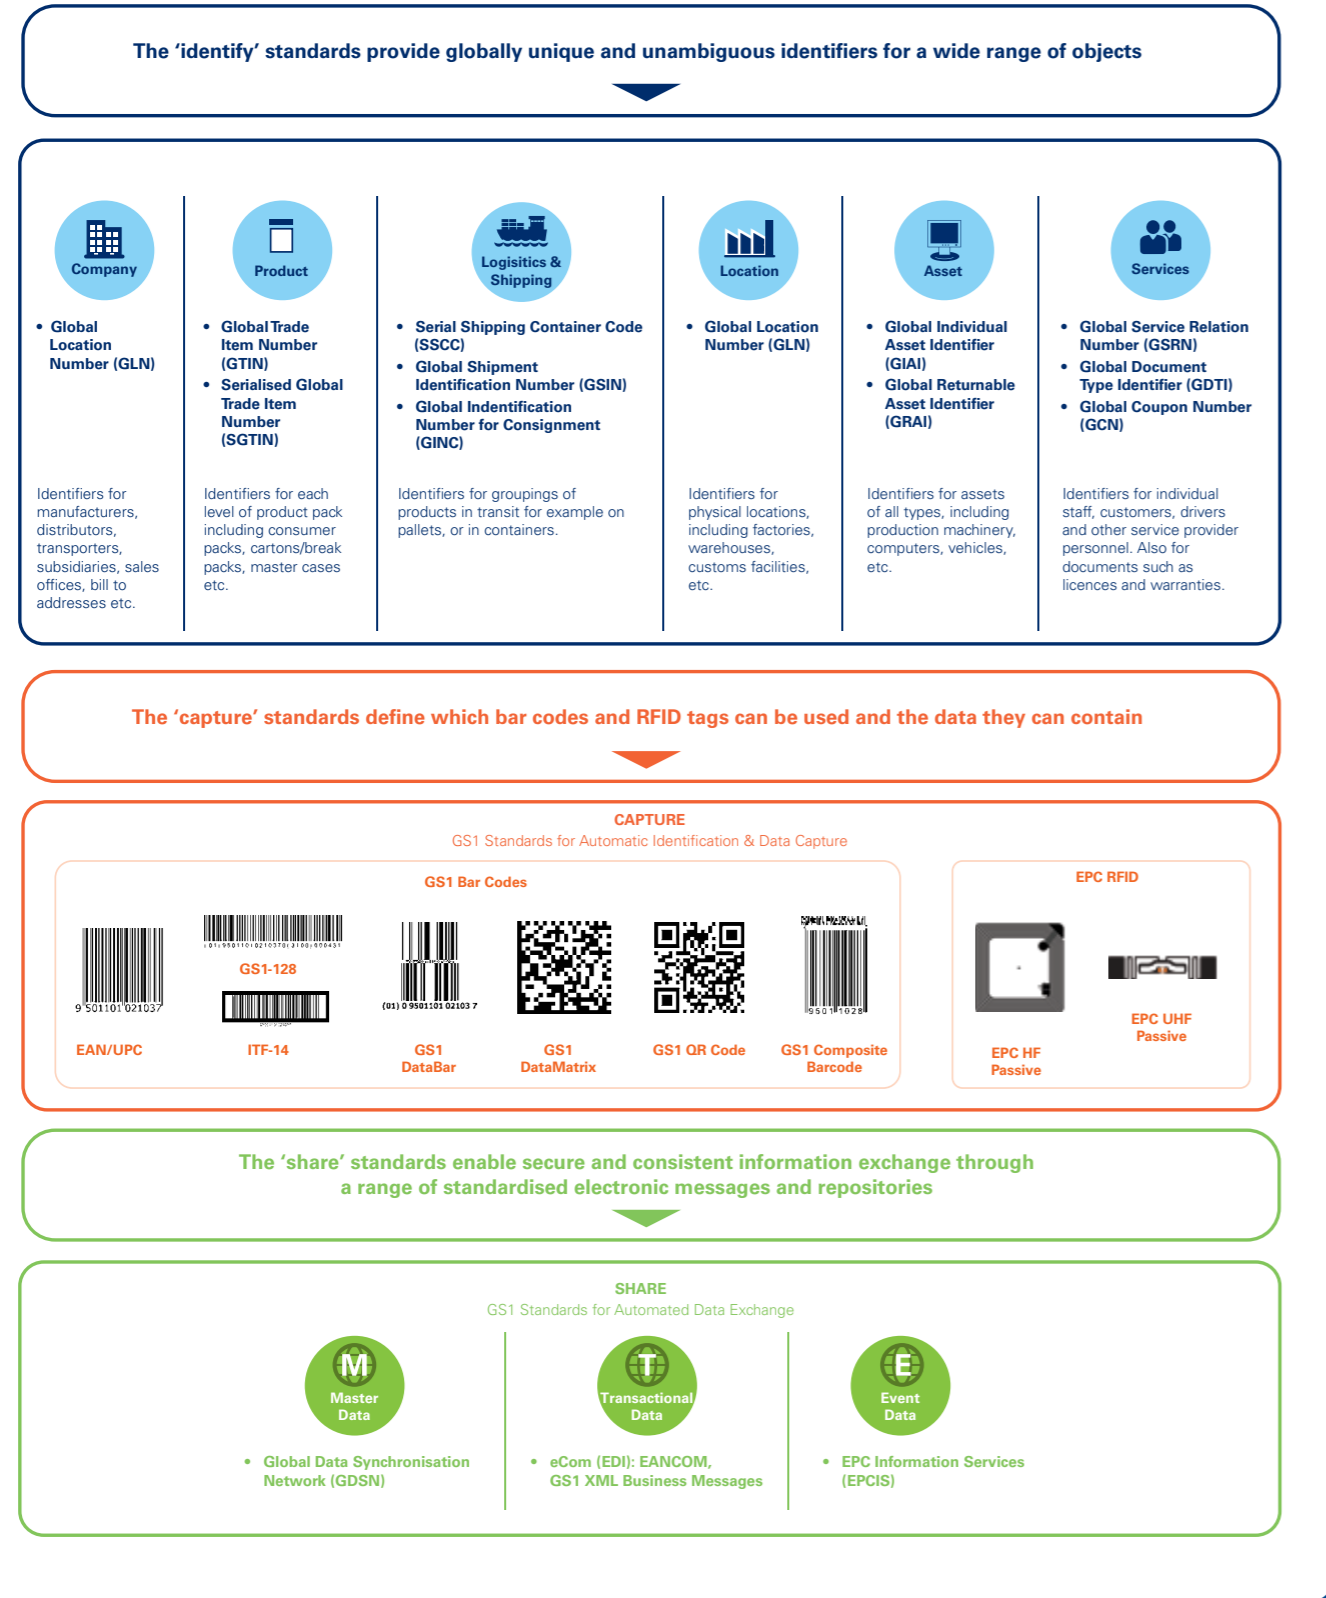 The ‘identify’ standards provide globally unique and unambiguous identifiers for a wide range of objects
Company
• Global
Location
Number (GLN)
Identifiers for
manufacturers,
distributors,
transporters,
subsidiaries, sales
offices, bill to
addresses etc.
Product
• Global Trade
Item Number
(GTIN)
• Serialised Global
Trade Item
Number
(SGTIN)
Identifiers for each
level of product pack
including consumer
packs, cartons/break
packs, master cases
etc.
Logisitics &
Shipping
• Serial Shipping Container Code
(SSCC)
• Global Shipment
Identification Number (GSIN)
• Global Indentification
Number for Consignment
(GINC)
Identifiers for groupings of
products in transit for example on
pallets, or in containers.
Location
• Global Location
Number (GLN)
Identifiers for
physical locations,
including factories,
warehouses,
customs facilities,
etc.
Asset
• Global Individual
Asset Identifier
(GIAI)
• Global Returnable
Asset Identifier
(GRAI)
Identifiers for assets
of all types, including
production machinery,
computers, vehicles,
etc.
Services
• Global Service Relation
Number (GSRN)
• Global Document
Type Identifier (GDTI)
• Global Coupon Number
(GCN)
Identifiers for individual
staff, customers, drivers
and other service provider
personnel. Also for
documents such as
licences and warranties.
The ‘capture’ standards define which bar codes and RFID tags can be used and the data they can contain
CAPTURE
GS1 Standards for Automatic Identification & Data Capture
GS1 Bar Codes
9 501101 021037
EAN/UPC
GS1-128
ITF-14
(01) 0 9501101 02103 7
GS1
DataBar
GS1
DataMatrix
GS1 QR Code
9501 1028
GS1 Composite
Barcode
EPC RFID
EPC HF
Passive
EPC UHF
Passive
The ‘share’ standards enable secure and consistent information exchange through
a range of standardised electronic messages and repositories
SHARE
GS1 Standards for Automated Data Exchange
M
Master
Data
• Global Data Synchronisation
Network (GDSN)
T
Transactional
Data
• eCom (EDI): EANCOM,
GS1 XML Business Messages
E
Event
Data
• EPC Information Services
(EPCIS)